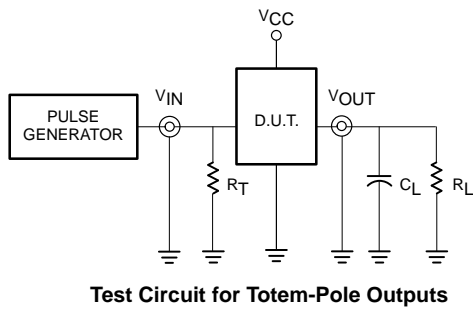 VCC
VIN
VOUT
PULSE
GENERATOR
D.U.T.
RT
CL
RL
Test Circuit for Totem-Pole Outputs